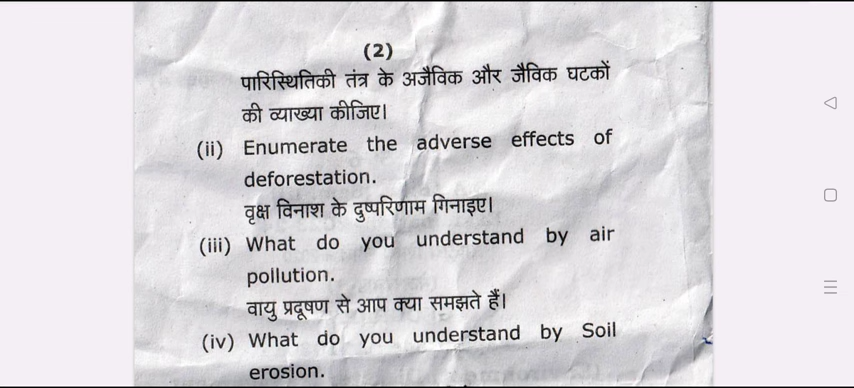 (2)
पारिस्थितिकी तंत्र के अजैविक और जैविक घटकों
की व्याख्या कीजिए।
(ii) Enumerate the adverse effects of
deforestation.
वृक्ष विनाश के दुष्परिणाम गिनाइए।
(iii) What do you understand by air
pollution.
वायु प्रदूषण से आप क्या समझते हैं।
(iv) What do you understand by Soil
erosion.